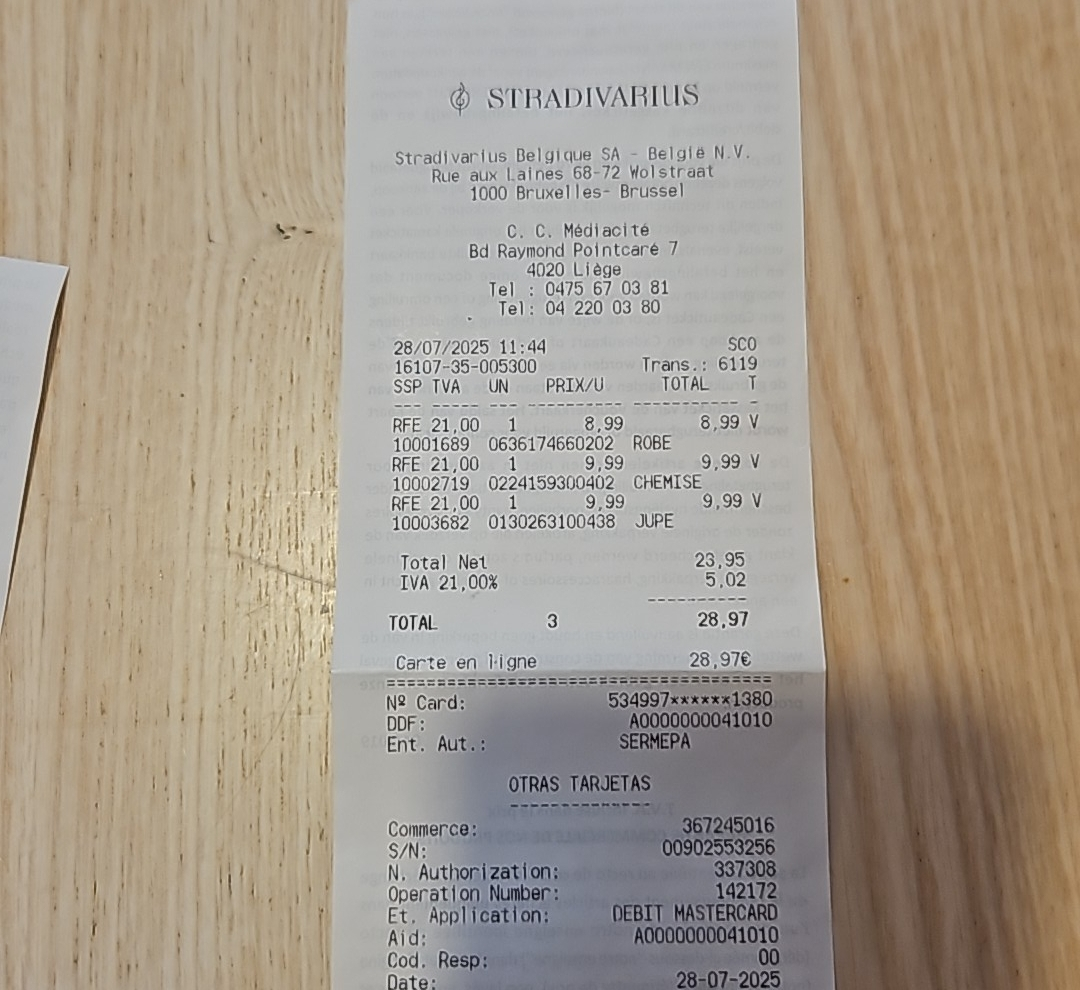 STRADIVARIUS
Stradivarius Belgique SA - België N.V.
Rue aux Laines 68-72 Wolstraat
1000 Bruxelles- Brussel
C. C. Médiacité
Bd Raymond Pointcaré 7
4020 Liège
Tel : 0475 67 03 81
Tel: 04 220 03 80
28/07/2025 11:44 SCO
16107-35-005300 Trans.: 6119
SSP TVA UN PRIX/U TOTAL T
--- ------ ------ --------- ----------- ---
RFE 21,00 1 8,99 8,99 V
10001689 0636174660202 ROBE
RFE 21,00 1 9,99 9,99 V
10002719 0224159300402 CHEMISE
RFE 21,00 1 9,99 9,99 V
10003682 0130263100438 JUPE
Total Net 23,95
IVA 21,00% 5,02
-----------
TOTAL 3 28,97
Carte en ligne 28,97€
==========================================
Nº Card: 534997******1380
DDF: A0000000041010
Ent. Aut.: SERMEPA
OTRAS TARJETAS
---------------
Commerce: 367245016
S/N: 00902553256
N. Authorization: 337308
Operation Number: 142172
Et. Application: DEBIT MASTERCARD
Aid: A0000000041010
Cod. Resp: 00
Date: 28-07-2025